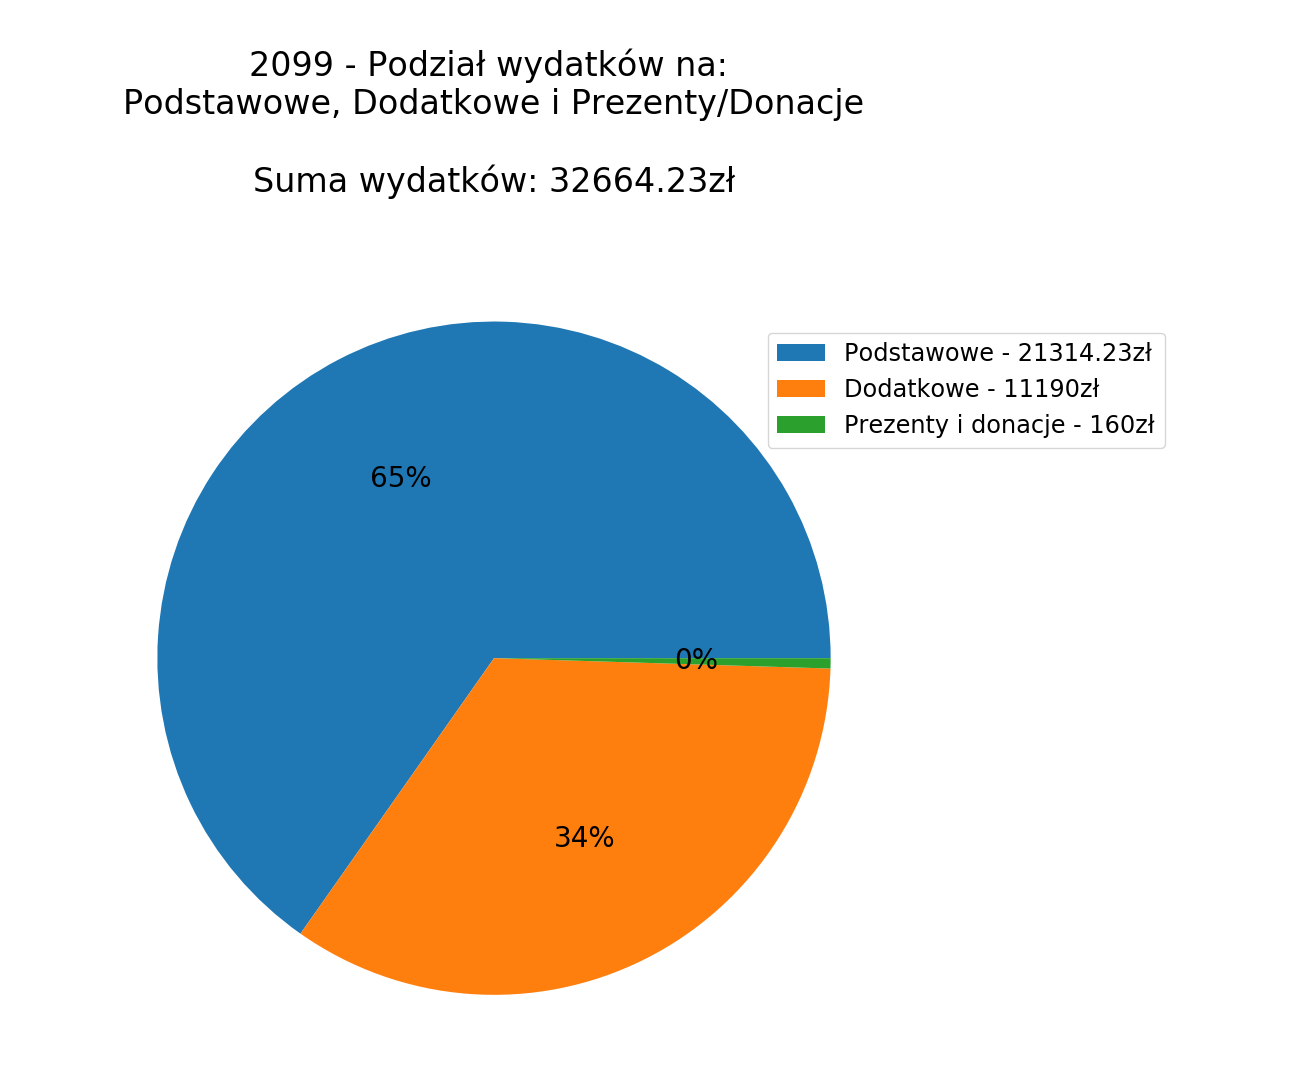 2099 - Podział wydatków na:
Podstawowe, Dodatkowe i Prezenty/Donacje
Suma wydatków: 32664.23zł
Podstawowe - 21314.23zł
Dodatkowe - 11190zł
Prezenty i donacje - 160zł
65%
0%
34%